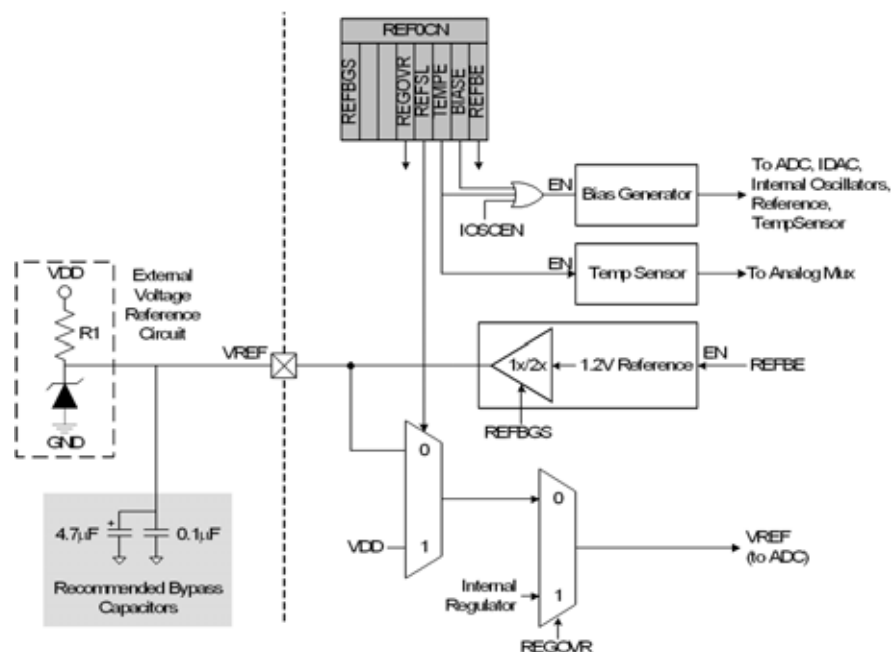 REF0CN
REFBGS
REGOVR
REFSL
TEMPE
BIASE
REFBE
EN
Bias Generator
To ADC, IDAC,
Internal Oscillators,
Reference,
TempSensor
IOSCEN
EN
Temp Sensor
To Analog Mux
VDD
R1
GND
External
Voltage
Reference
Circuit
VREF
1x/2x
1.2V Reference
EN
REFBE
REFBGS
0
1
VDD
0
1
Internal
Regulator
REGOVR
VREF
(to ADC)
4.7µF
+
0.1µF
Recommended Bypass
Capacitors